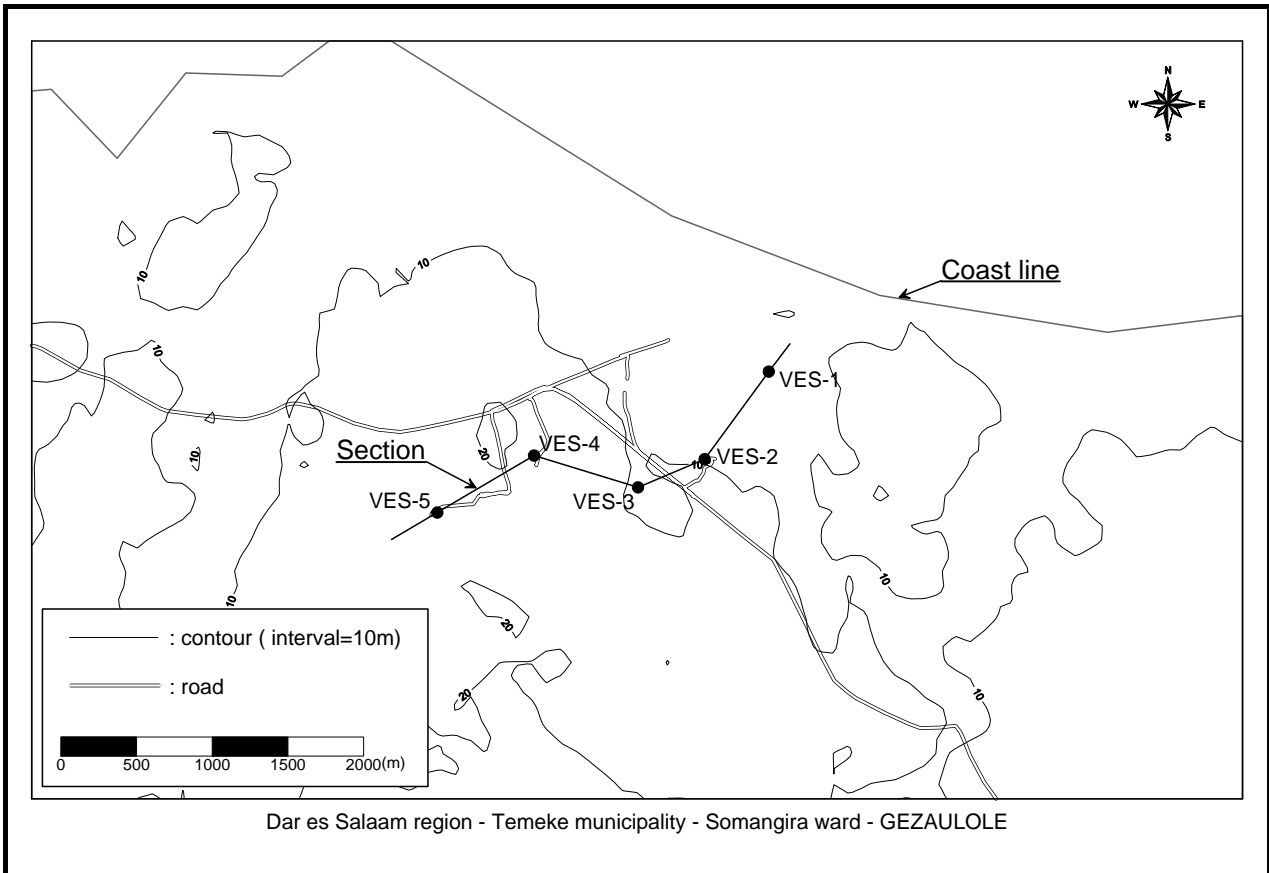 N
W E
S
10
10
Coast line
10
VES-1
20
Section
VES-4
10
10
VES-2
VES-5
VES-3
10
10
20
20
10
: contour ( interval=10m)
: road
0 500 1000 1500 2000(m)
Dar es Salaam region - Temeke municipality - Somangira ward - GEZAULOLE